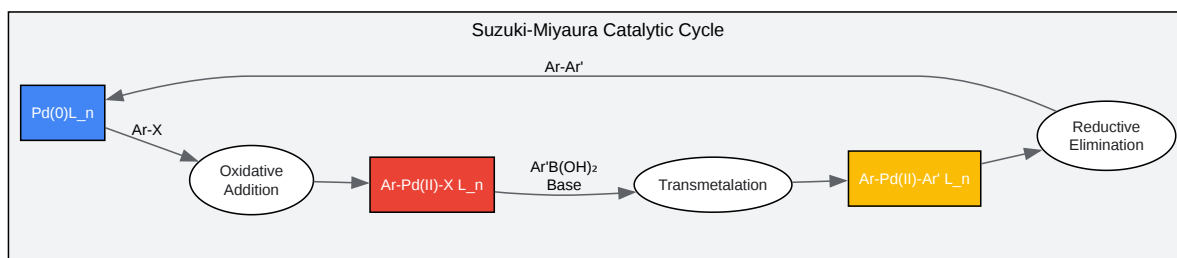 Suzuki-Miyaura Catalytic Cycle
Ar-Ar'
Pd(0)L_n
Ar-X
Oxidative
Addition
Ar-Pd(II)-X L_n
Ar'B(OH)₂
Base
Transmetalation
Ar-Pd(II)-Ar' L_n
Reductive
Elimination